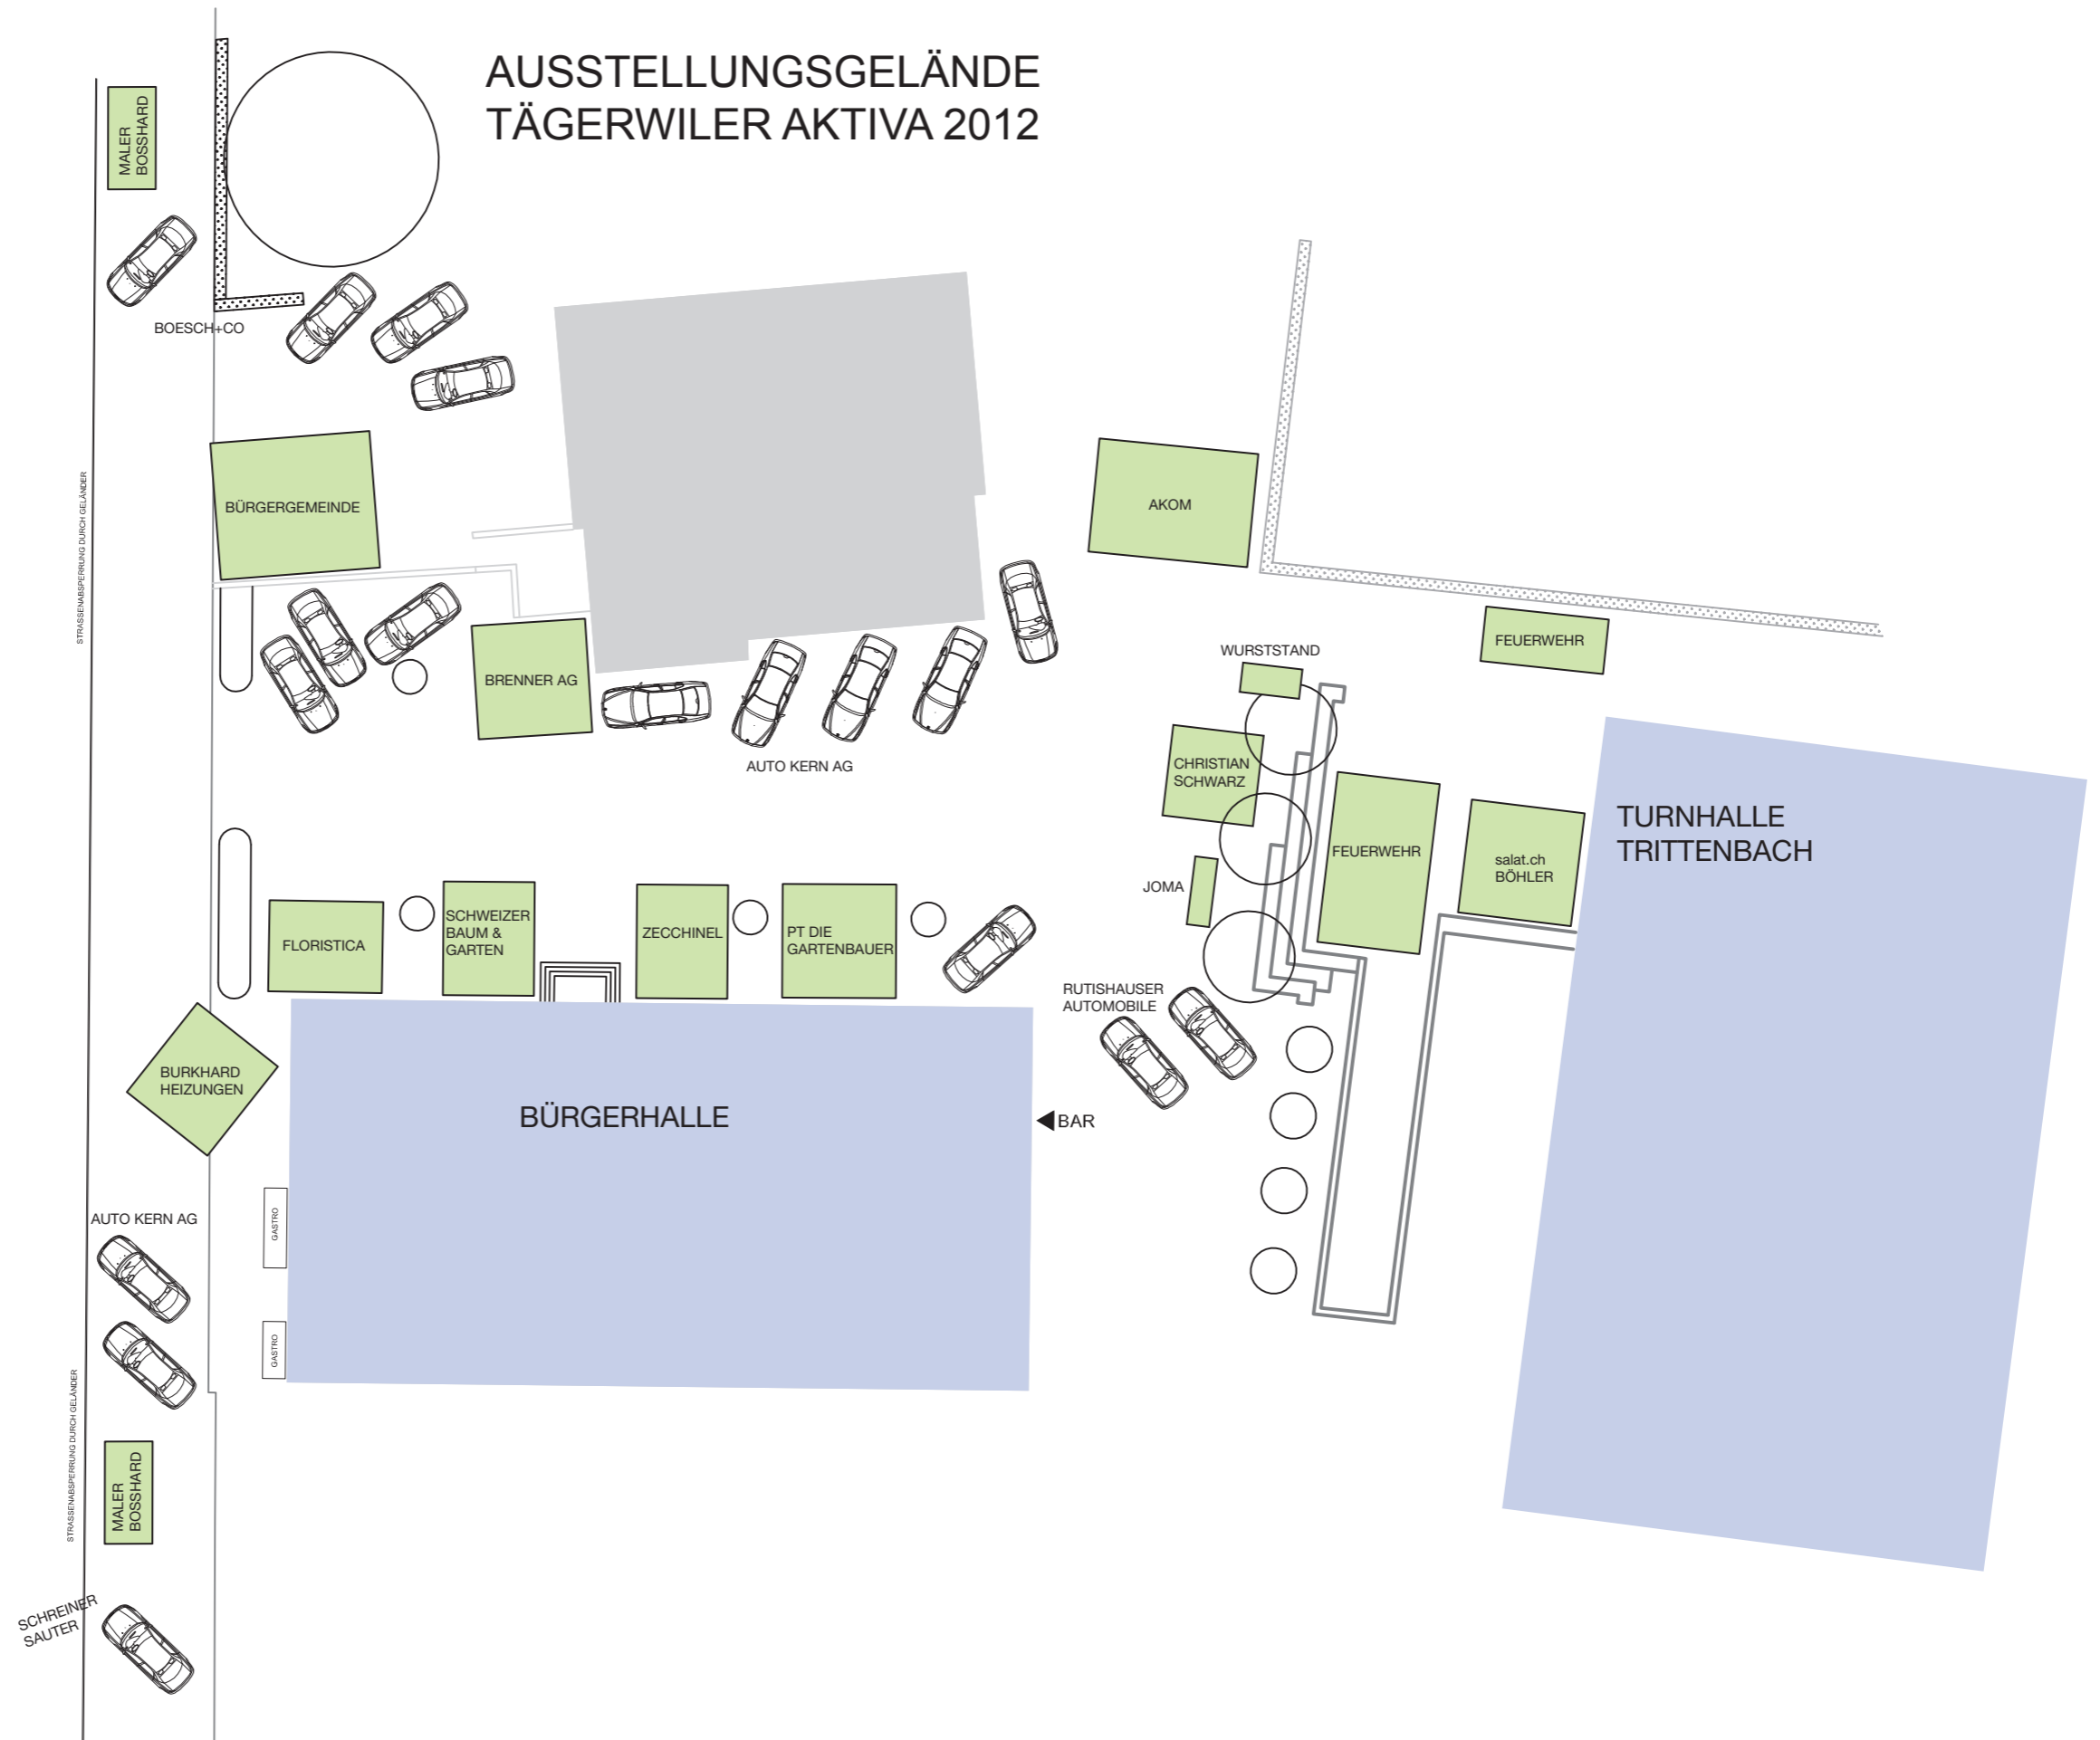 AUSSTELLUNGSGELÄNDE
TÄGERWILER AKTIVA 2012
MALER
BOSSHARD
BOESCH+CO
STRASSENABSPERRUNG DURCH GELÄNDER
BÜRGERGEMEINDE
AKOM
FEUERWEHR
WURSTSTAND
BRENNER AG
AUTO KERN AG
CHRISTIAN
SCHWARZ
TURNHALLE
TRITTENBACH
FEUERWEHR
salat.ch
BÖHLER
JOMA
FLORISTICA
SCHWEIZER
BAUM &
GARTEN
ZECCHINEL
PT DIE
GARTENBAUER
RUTISHAUSER
AUTOMOBILE
BURKHARD
HEIZUNGEN
BÜRGERHALLE
BAR
AUTO KERN AG
GASTRO
GASTRO
STRASSENABSPERRUNG DURCH GELÄNDER
MALER
BOSSHARD
SCHREINER
SAUTER